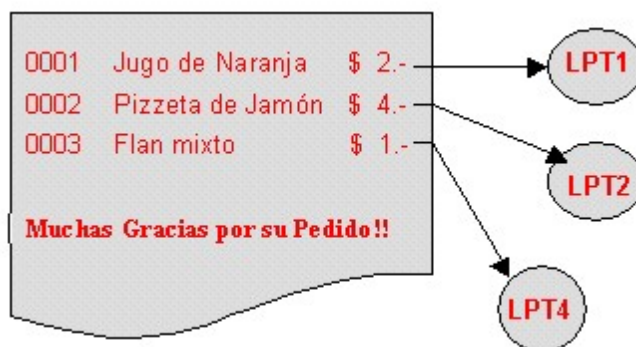 0001 Jugo de Naranja $ 2.-
LPT1
0002 Pizzeta de Jamón $ 4.-
LPT2
0003 Flan mixto $ 1.-
Muchas Gracias por su Pedido!!
LPT4